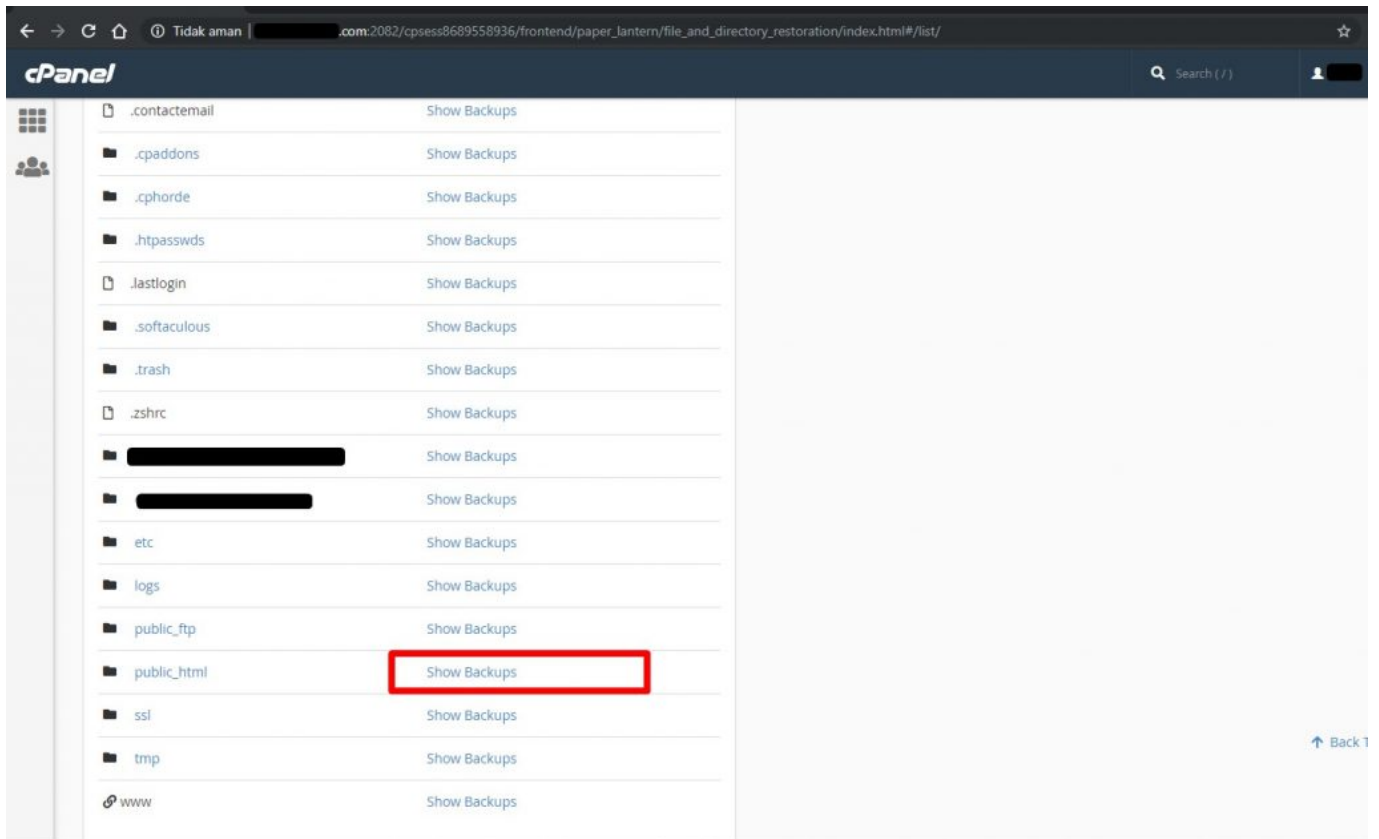 Tidak aman | .com:2082/cpsess8689558936/frontend/paper_lantern/file_and_directory_restoration/index.html#/list/
cPanel Search ( / )
.contactemail Show Backups
.cpaddons Show Backups
.cphorde Show Backups
.htpasswds Show Backups
.lastlogin Show Backups
.softaculous Show Backups
.trash Show Backups
.zshrc Show Backups
Show Backups
Show Backups
etc Show Backups
logs Show Backups
public_ftp Show Backups
public_html Show Backups
ssl Show Backups
tmp Show Backups
Back T
www Show Backups